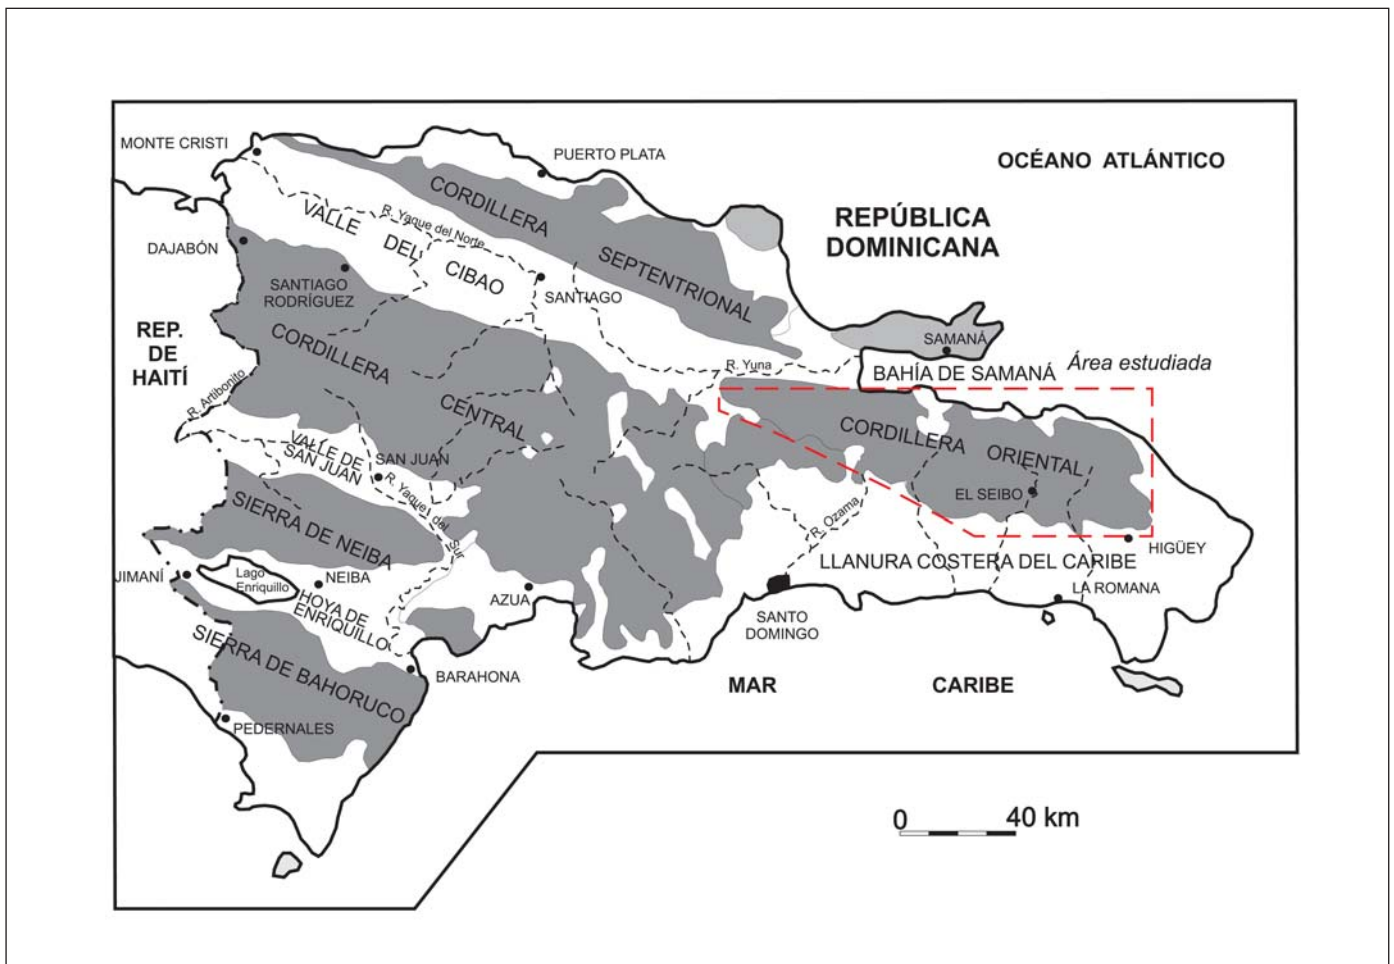 MONTE CRISTI
PUERTO PLATA
OCÉANO ATLÁNTICO
CORDILLERA
SEPTENTRIONAL
REPÚBLICA
DOMINICANA
VALLE
DEL
CIBAO
R. Yaque del Norte
DAJABÓN
SANTIAGO
RODRÍGUEZ
SANTIAGO
REP.
DE
HAITÍ
CORDILLERA
CENTRAL
SAMANÁ
R. Yuna
BAHÍA DE SAMANÁ
Área estudiada
R. Artibonito
CORDILLERA
ORIENTAL
VALLE DE
SAN JUAN
SAN JUAN
R. Yaque del Sur
EL SEIBO
SIERRA DE NEIBA
R. Ozama
HIGÜEY
JIMANÍ
Lago
Enriquillo
NEIBA
LLANURA COSTERA DEL CARIBE
HOYA DE
ENRIQUILLO
AZUA
LA ROMANA
SANTO
DOMINGO
SIERRA DE BAHORUCO
BARAHONA
MAR CARIBE
PEDERNALES
0 40 km